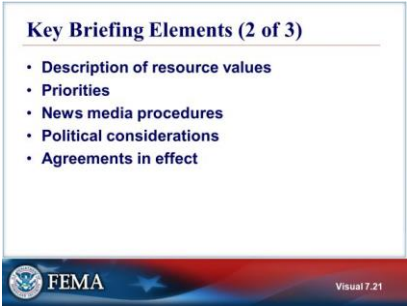 Key Briefing Elements (2 of 3)
• Description of resource values
• Priorities
• News media procedures
• Political considerations
• Agreements in effect
FEMA
Visual 7.21